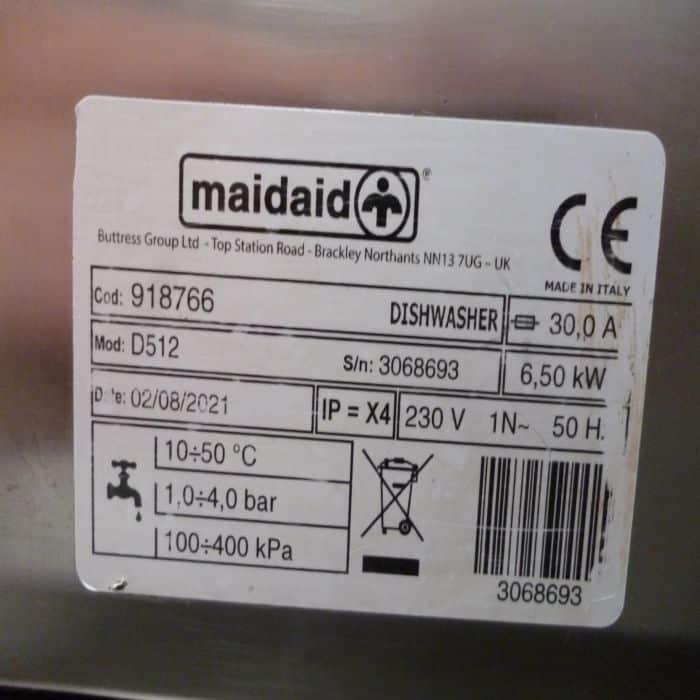 maidaid®
Buttress Group Ltd - Top Station Road - Brackley Northants NN13 7UG - UK
CE
MADE IN ITALY
Cod: 918766 DISHWASHER 30,0 A
Mod: D512 S/n: 3068693 6,50 kW
D te: 02/08/2021 IP = X4 230 V 1N~ 50 H
10÷50 °C
1,0÷4,0 bar
100÷400 kPa
3068693